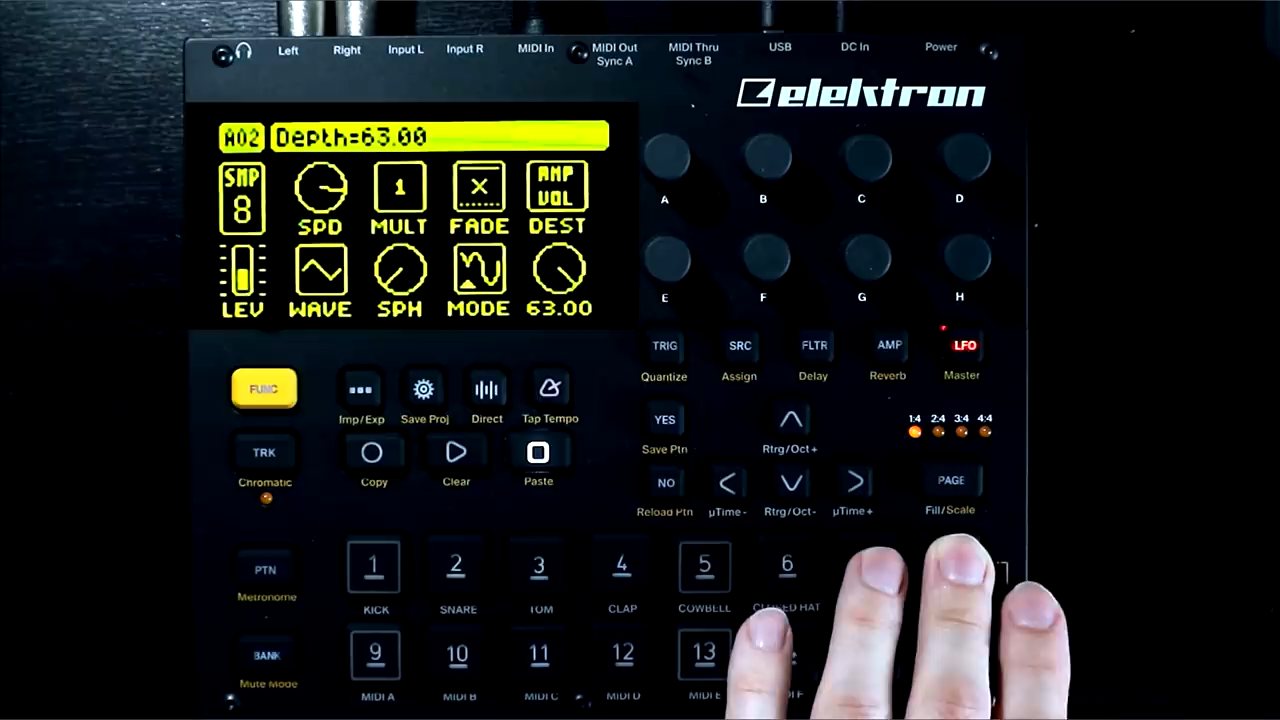 Left Right Input L Input R MIDI In MIDI Out MIDI Thru USB DC In Power
Sync A Sync B
elektron
A02 Depth=63.00
SMP
8
SPD
1
MULT
FADE
AMP
VOL
DEST
LEV WAVE SPH MODE 63.00
A B C D
E F G H
TRIG SRC FLTR AMP LFO
Quantize Assign Delay Reverb Master
FUNC
Imp/Exp Save Proj Direct Tap Tempo
YES
Save Ptn Rtrg/Oct+
1:4 2:4 3:4 4:4
TRK
Chromatic Copy Clear Paste
NO PAGE
Reload Ptn µTime- Rtrg/Oct- µTime+ Fill/Scale
PTN 1 2 3 4 5 6
Metronome KICK SNARE TOM CLAP COWBELL CLOSED HAT
BANK 9 10 11 12 13
Mute Mode MIDI A MIDI B MIDI C MIDI D MIDI E